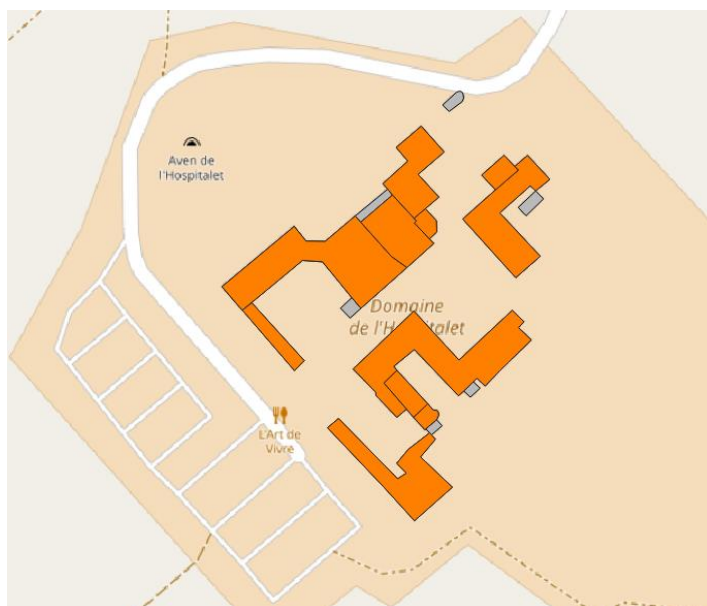 Aven de
l'Hospitalet
Domaine
de l'Hospitalet
L'Art de
Vivre